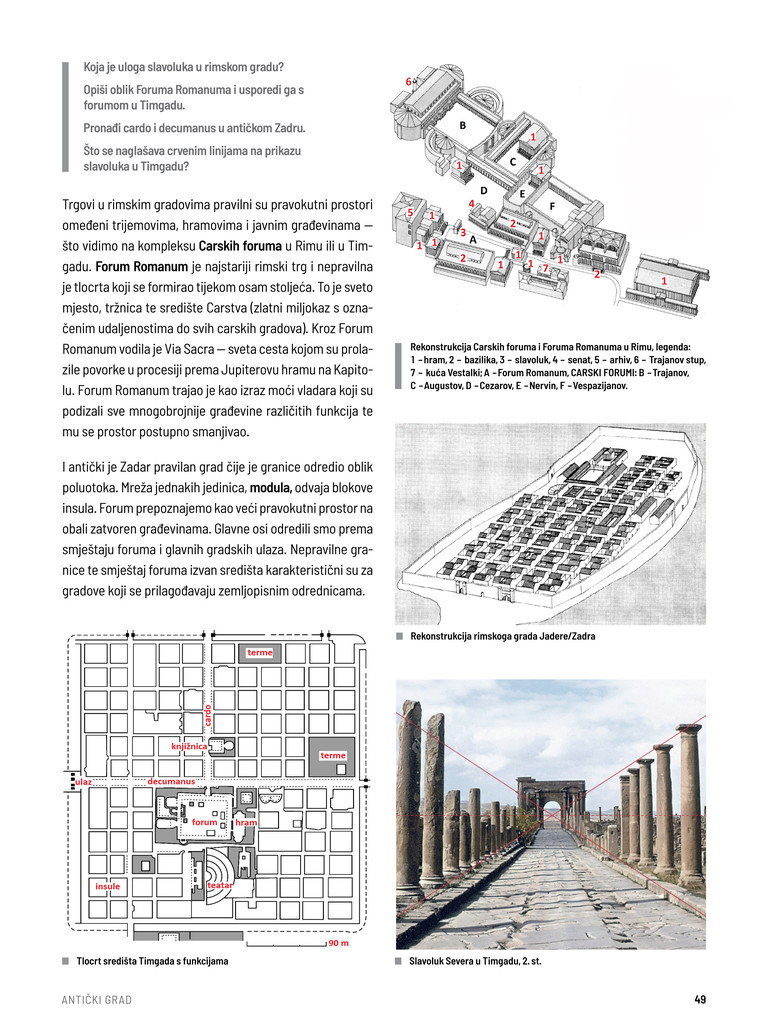 Koja je uloga slavoluka u rimskom gradu?
Opiši oblik Foruma Romanuma i usporedi ga s
forumom u Timgadu.
Pronađi cardo i decumanus u antičkom Zadru.
Što se naglašava crvenim linijama na prikazu
slavoluka u Timgadu?
Trgovi u rimskim gradovima pravilni su pravokutni prostori
omeđeni trijemovima, hramovima i javnim građevinama —
što vidimo na kompleksu Carskih foruma u Rimu ili u Tim-
gadu. Forum Romanum je najstariji rimski trg i nepravilna
je tlocrta koji se formirao tijekom osam stoljeća. To je sveto
mjesto, tržnica te središte Carstva (zlatni miljokaz s ozna-
čenim udaljenostima do svih carskih gradova). Kroz Forum
Romanum vodila je Via Sacra — sveta cesta kojom su prola-
zile povorke u procesiji prema Jupiterovu hramu na Kapito-
lu. Forum Romanum trajao je kao izraz moći vladara koji su
podizali sve mnogobrojnije građevine različitih funkcija te
mu se prostor postupno smanjivao.
I antički je Zadar pravilan grad čije je granice odredio oblik
poluotoka. Mreža jednakih jedinica, modula, odvaja blokove
insula. Forum prepoznajemo kao veći pravokutni prostor na
obali zatvoren građevinama. Glavne osi odredili smo prema
smještaju foruma i glavnih gradskih ulaza. Nepravilne gra-
nice te smještaj foruma izvan središta karakteristični su za
gradove koji se prilagođavaju zemljopisnim odrednicama.
terme
cardo
knjižnica
terme
ulaz
decumanus
forum
hram
insule
teatar
90 m
Tlocrt središta Timgada s funkcijama
6
B
1
C
1
1
D
E
4
F
5
1
2
3
A
1
1
1
2
1
1
1
7
1
2
1
Rekonstrukcija Carskih foruma i Foruma Romanuma u Rimu, legenda:
1 –hram, 2 – bazilika, 3 – slavoluk, 4 – senat, 5 – arhiv, 6 – Trajanov stup,
7 – kuća Vestalki; A –Forum Romanum, CARSKI FORUMI: B –Trajanov,
C –Augustov, D –Cezarov, E –Nervin, F –Vespazijanov.
Rekonstrukcija rimskoga grada Jadere/Zadra
Slavoluk Severa u Timgadu, 2. st.
ANTIČKI GRAD
49